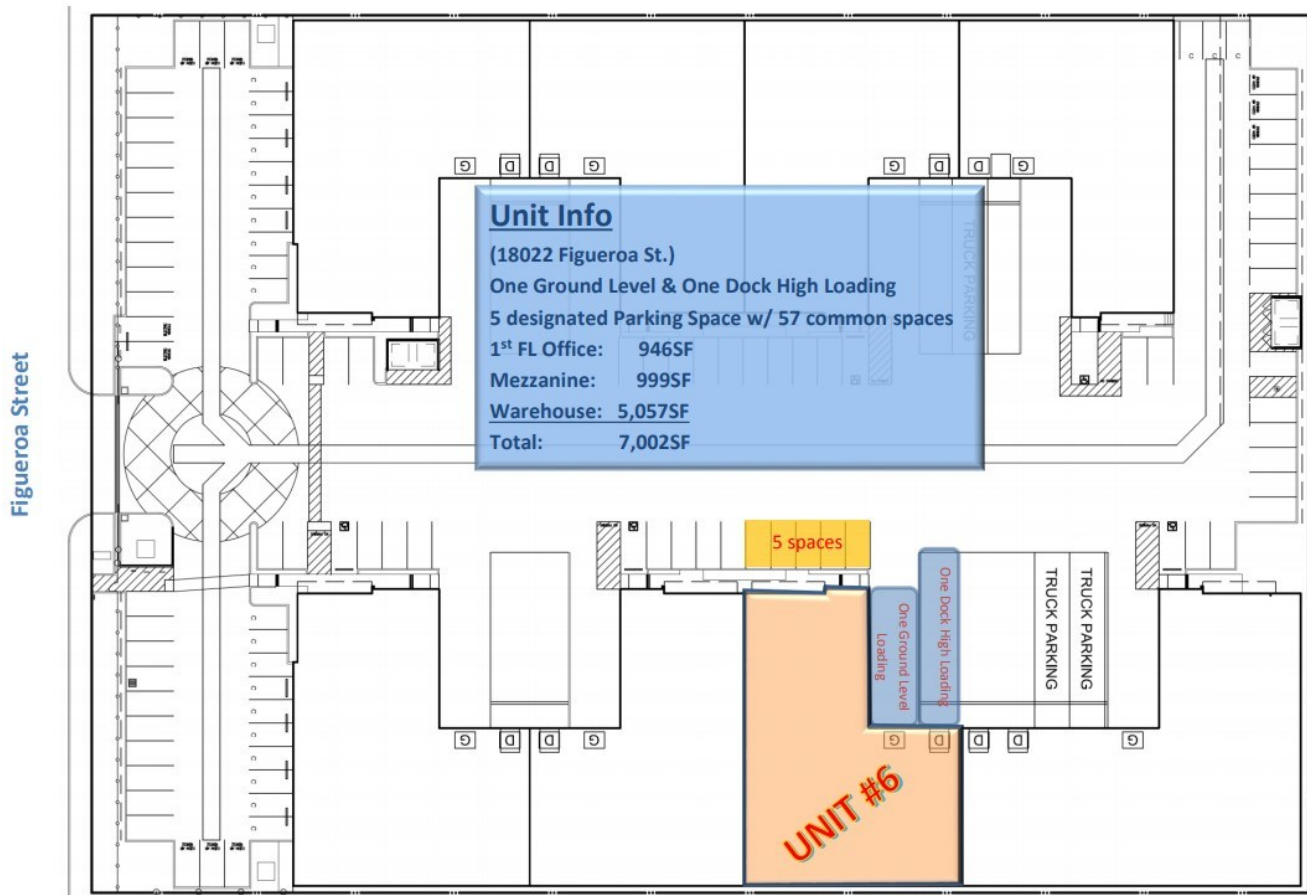 Unit Info
(18022 Figueroa St.)
One Ground Level & One Dock High Loading
5 designated Parking Space w/ 57 common spaces
1st FL Office: 946SF
Mezzanine: 999SF
Warehouse: 5,057SF
Total: 7,002SF
TRUCK PARKING
Figueroa Street
5 spaces
One Ground Level
Loading
One Dock High Loading
TRUCK PARKING
TRUCK PARKING
UNIT #6
G
D
D
G
G
D
D
G
G
D
D
G
G
D
D
D
G